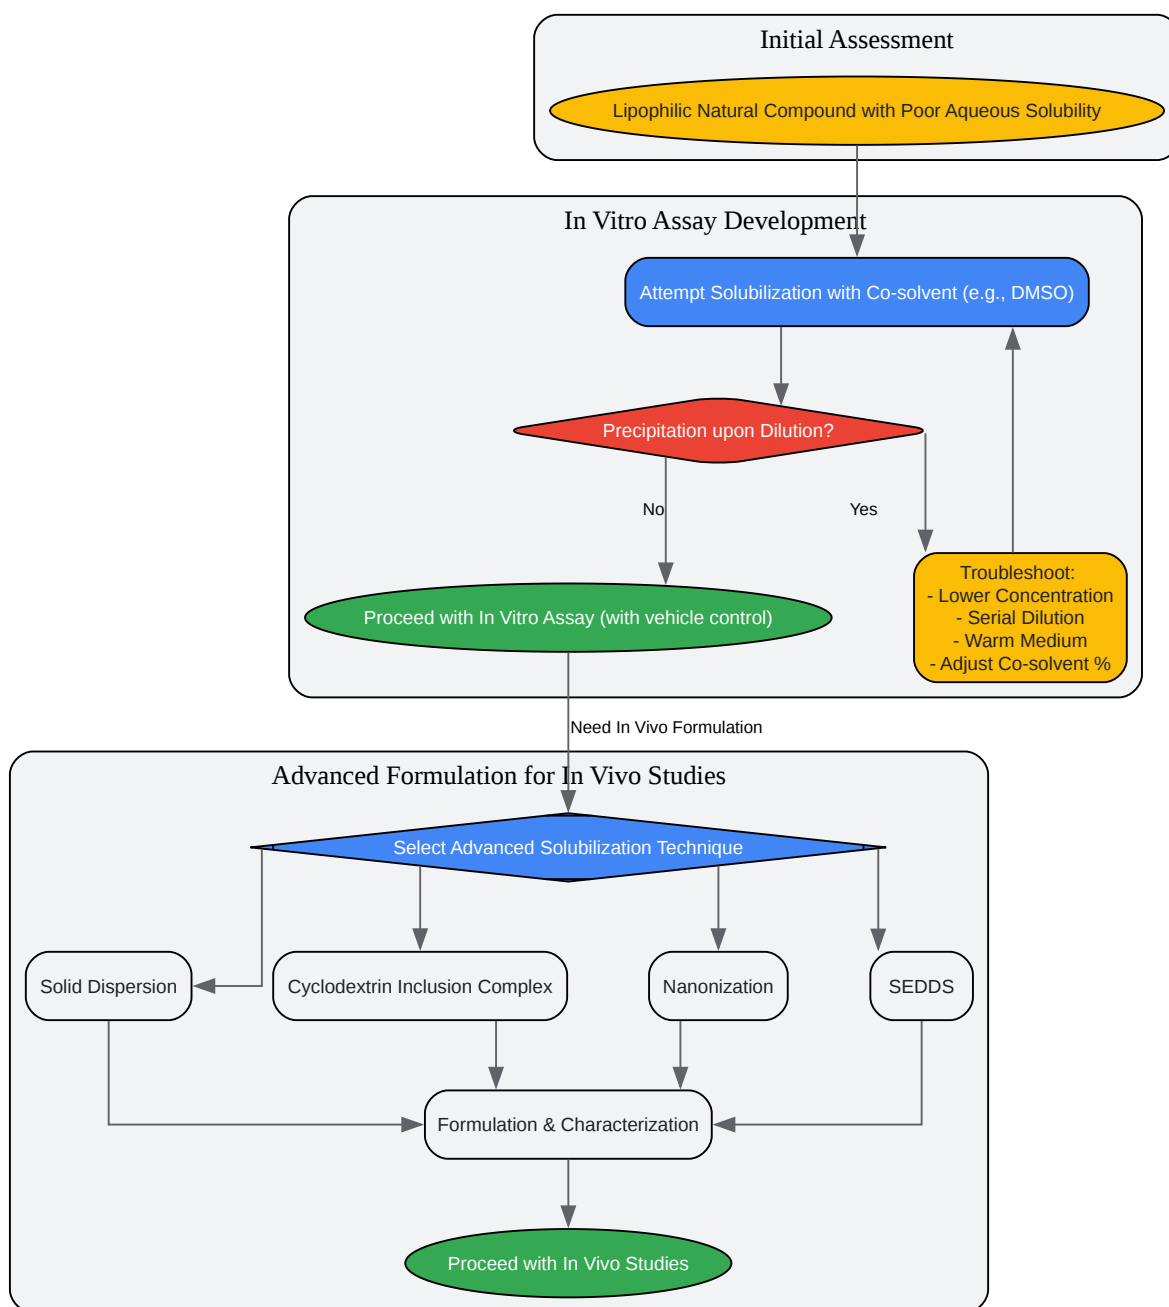 Initial Assessment
Lipophilic Natural Compound with Poor Aqueous Solubility
In Vitro Assay Development
Attempt Solubilization with Co-solvent (e.g., DMSO)
Precipitation upon Dilution?
No
Yes
Proceed with In Vitro Assay (with vehicle control)
Troubleshoot:
- Lower Concentration
- Serial Dilution
- Warm Medium
- Adjust Co-solvent %
Need In Vivo Formulation
Advanced Formulation for In Vivo Studies
Select Advanced Solubilization Technique
Solid Dispersion
Cyclodextrin Inclusion Complex
Nanonization
SEDDS
Formulation & Characterization
Proceed with In Vivo Studies